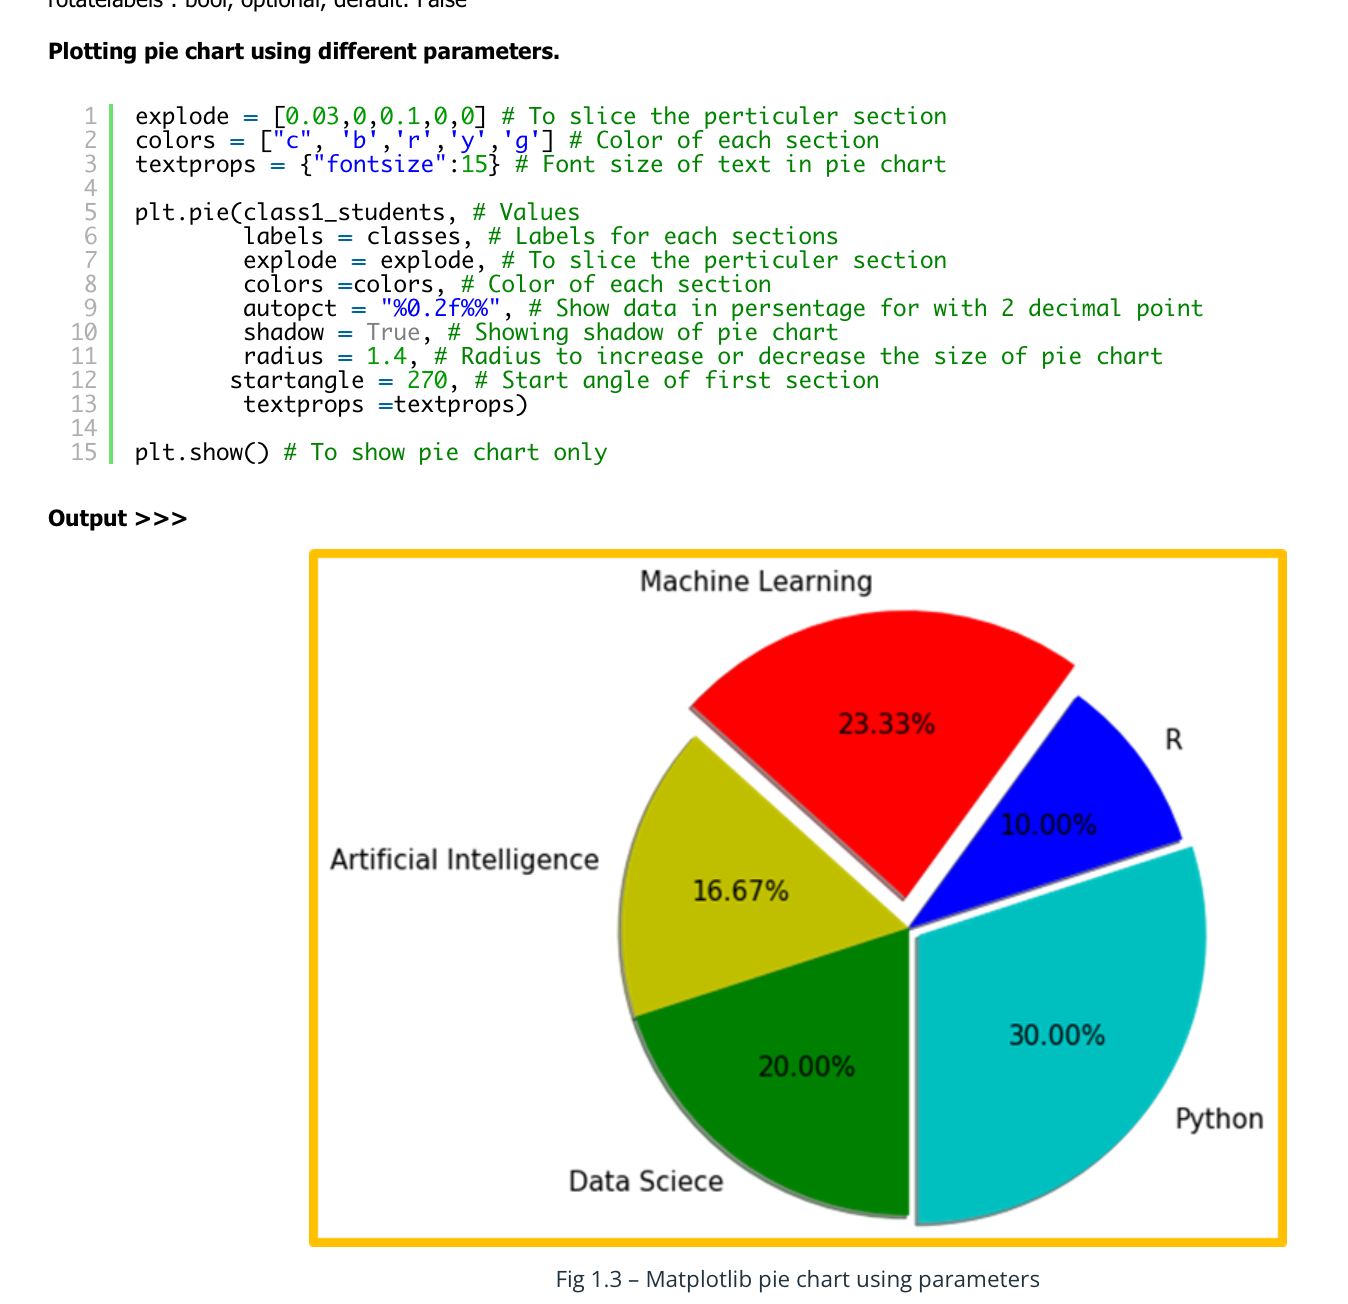 rotatelabels : bool, optional, default: False
Plotting pie chart using different parameters.
1 explode = [0.03,0,0.1,0,0] # To slice the perticuler section
2 colors = ["c", 'b','r','y','g'] # Color of each section
3 textprops = {"fontsize":15} # Font size of text in pie chart
4
5 plt.pie(class1_students, # Values
6         labels = classes, # Labels for each sections
7         explode = explode, # To slice the perticuler section
8         colors =colors, # Color of each section
9         autopct = "%0.2f%%", # Show data in persentage for with 2 decimal point
10         shadow = True, # Showing shadow of pie chart
11         radius = 1.4, # Radius to increase or decrease the size of pie chart
12        startangle = 270, # Start angle of first section
13         textprops =textprops)
14
15 plt.show() # To show pie chart only
Output >>>
Machine Learning
23.33%
R
10.00%
Artificial Intelligence
16.67%
30.00%
20.00%
Python
Data Sciece
Fig 1.3 – Matplotlib pie chart using parameters